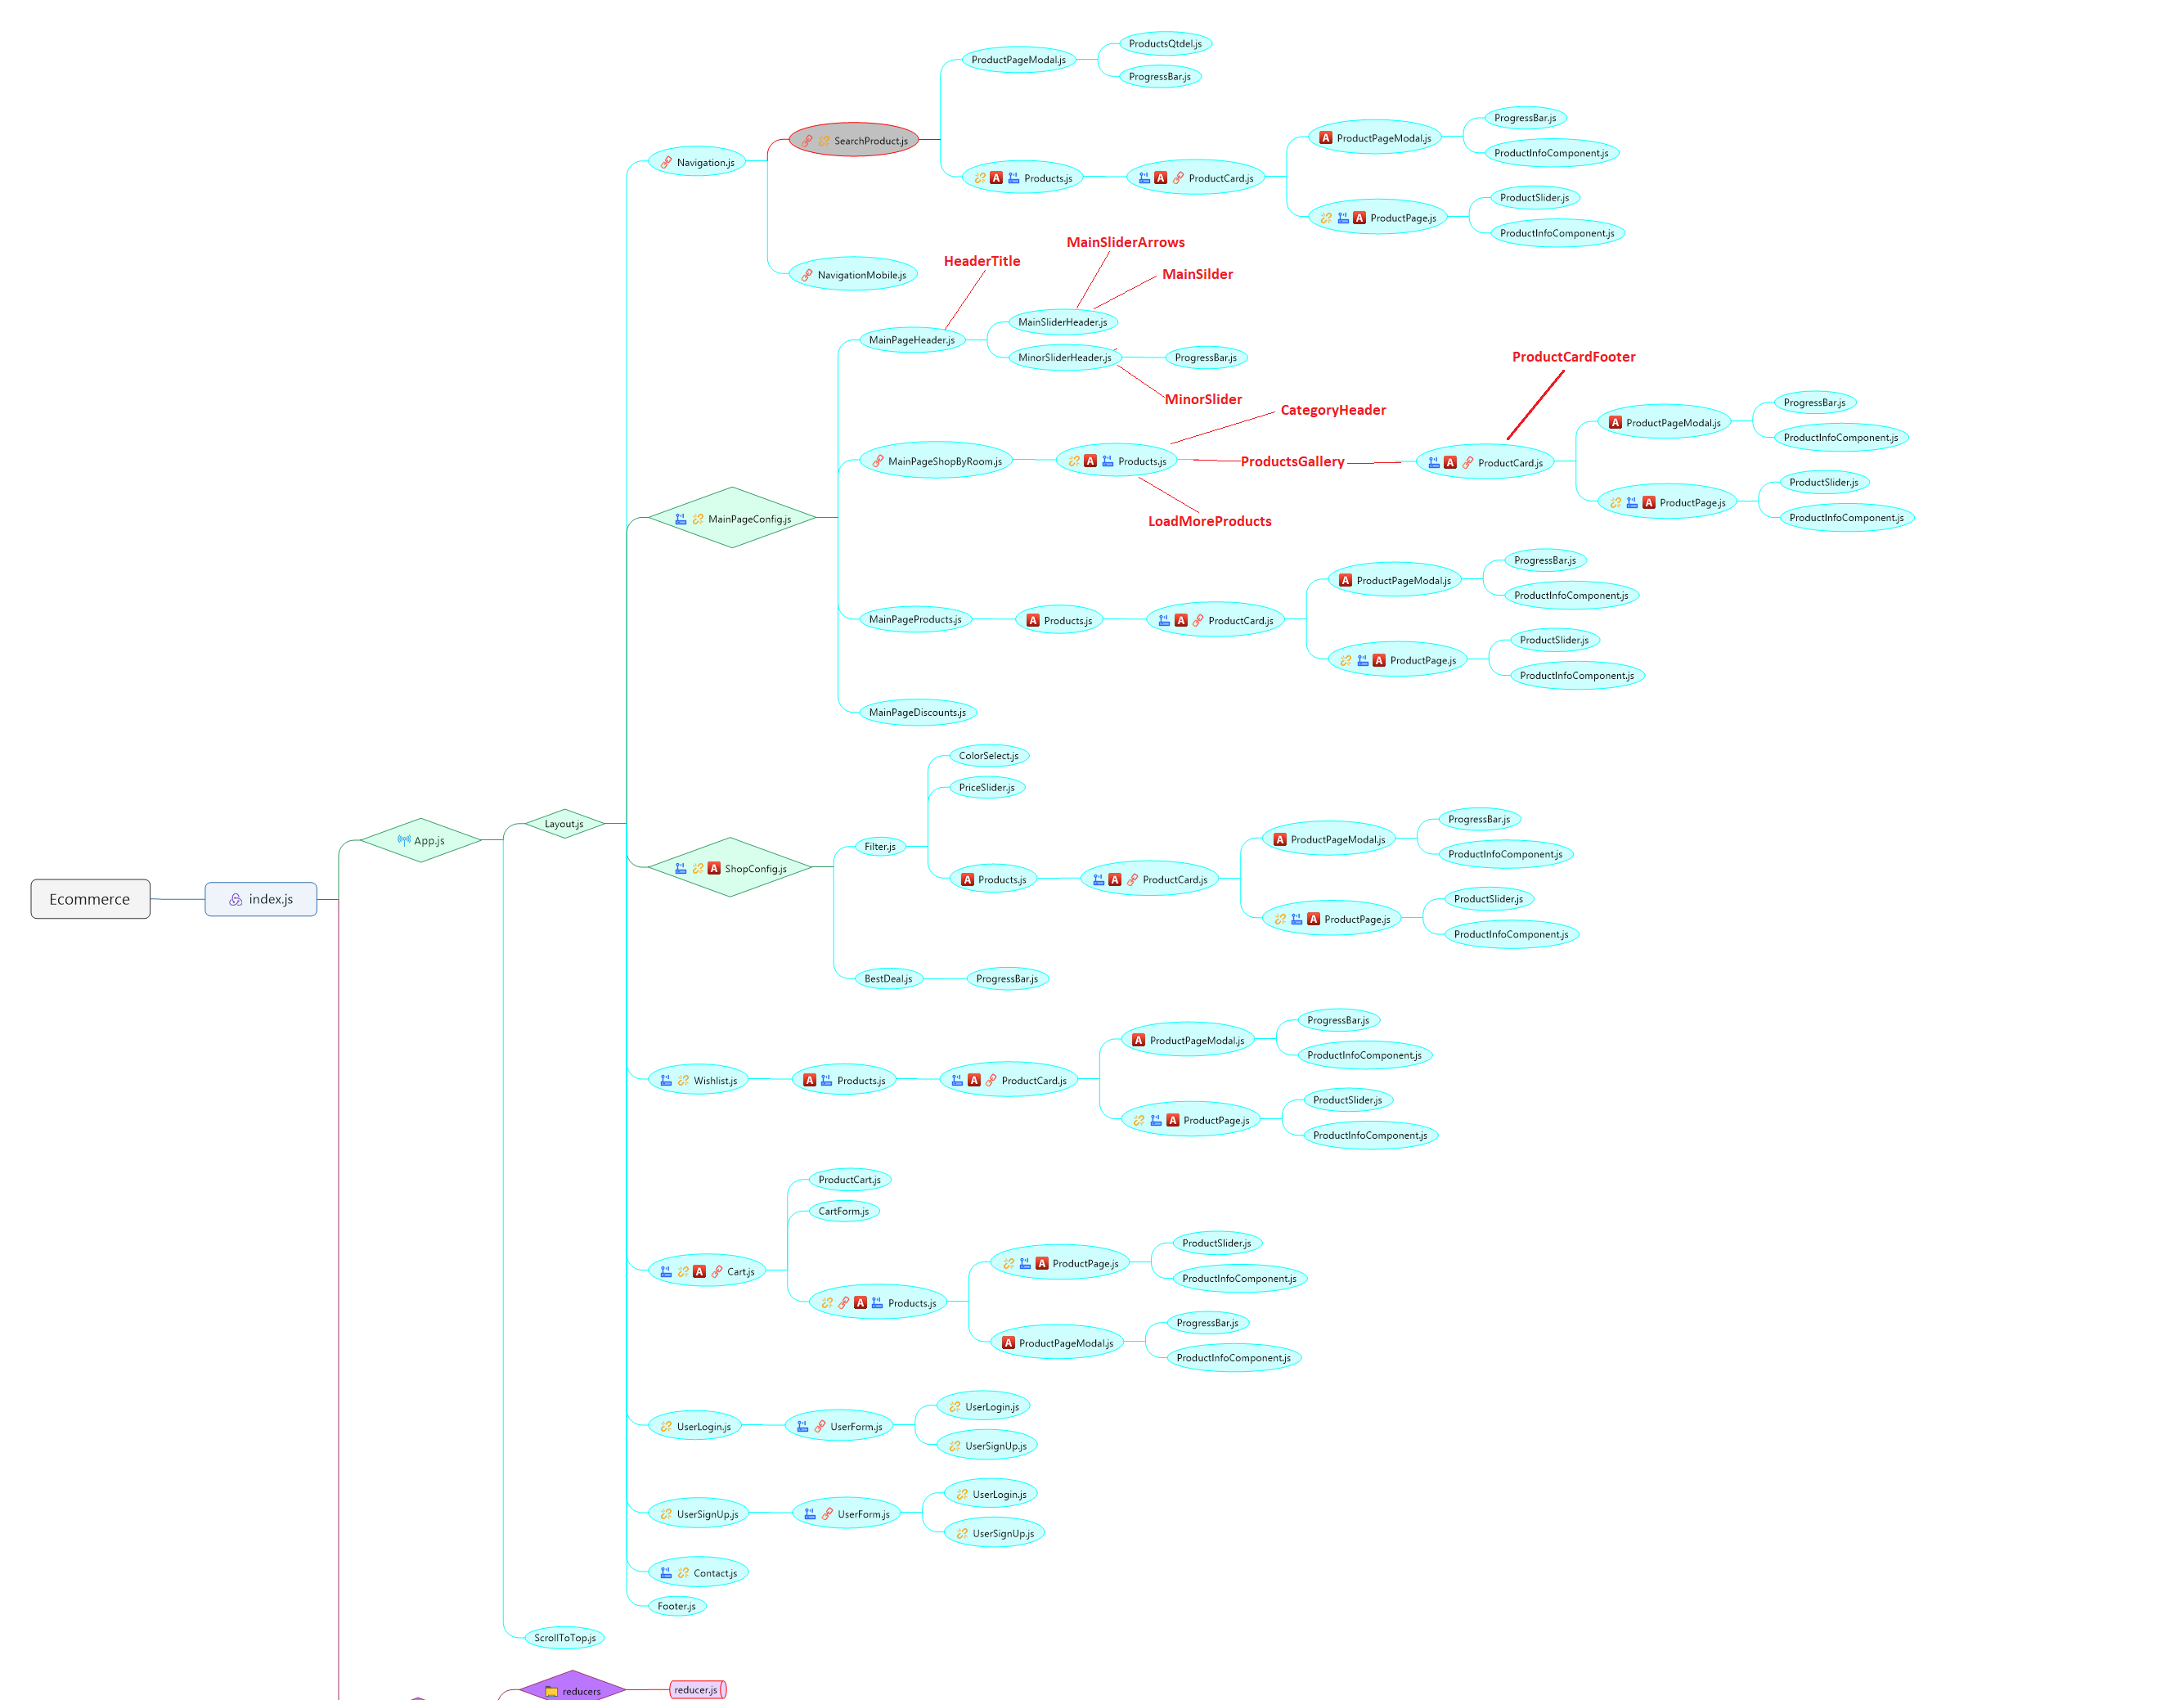 ProductsQtdel.js
ProductPageModal.js
ProgressBar.js
ProgressBar.js
A ProductPageModal.js
SearchProduct.js
ProductInfoComponent.js
Navigation.js
A Products.js
A ProductCard.js
ProductSlider.js
A ProductPage.js
ProductInfoComponent.js
MainSliderArrows
HeaderTitle
NavigationMobile.js
MainSilder
MainSliderHeader.js
MainPageHeader.js
MinorSliderHeader.js
ProgressBar.js
ProductCardFooter
MinorSlider
CategoryHeader
ProgressBar.js
A ProductPageModal.js
ProductInfoComponent.js
MainPageShopByRoom.js
A Products.js
ProductsGallery
A ProductCard.js
ProductSlider.js
A ProductPage.js
ProductInfoComponent.js
LoadMoreProducts
MainPageConfig.js
ProgressBar.js
A ProductPageModal.js
ProductInfoComponent.js
MainPageProducts.js
A Products.js
A ProductCard.js
ProductSlider.js
A ProductPage.js
ProductInfoComponent.js
MainPageDiscounts.js
ColorSelect.js
PriceSlider.js
Layout.js
ProgressBar.js
App.js
A ProductPageModal.js
Filter.js
ProductInfoComponent.js
A ShopConfig.js
A Products.js
A ProductCard.js
Ecommerce
index.js
ProductSlider.js
A ProductPage.js
ProductInfoComponent.js
BestDeal.js
ProgressBar.js
ProgressBar.js
A ProductPageModal.js
ProductInfoComponent.js
Wishlist.js
A Products.js
A ProductCard.js
ProductSlider.js
A ProductPage.js
ProductInfoComponent.js
ProductCart.js
CartForm.js
ProductSlider.js
A ProductPage.js
A Cart.js
ProductInfoComponent.js
A Products.js
ProgressBar.js
A ProductPageModal.js
ProductInfoComponent.js
UserLogin.js
UserLogin.js
UserForm.js
UserSignUp.js
UserLogin.js
UserSignUp.js
UserForm.js
UserSignUp.js
Contact.js
Footer.js
ScrollToTop.js
reducers
reducer.js